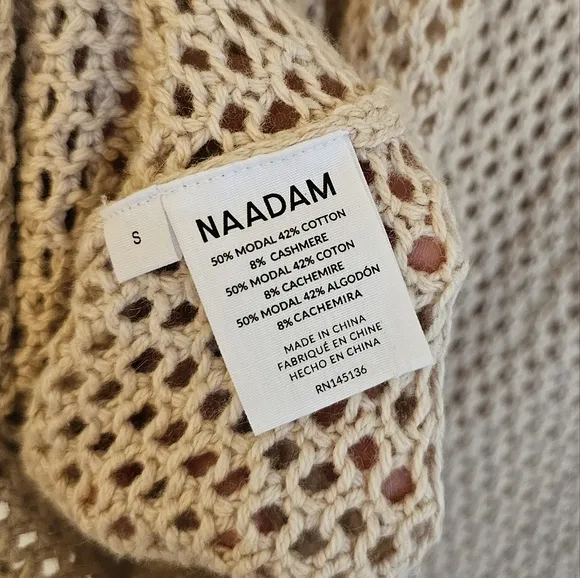 S
NAADAM
50% MODAL 42% COTTON
8% CASHMERE
50% MODAL 42% COTON
8% CACHEMIRE
50% MODAL 42% ALGODÓN
8% CACHEMIRA
MADE IN CHINA
FABRIQUÉ EN CHINE
HECHO EN CHINA
RN145136